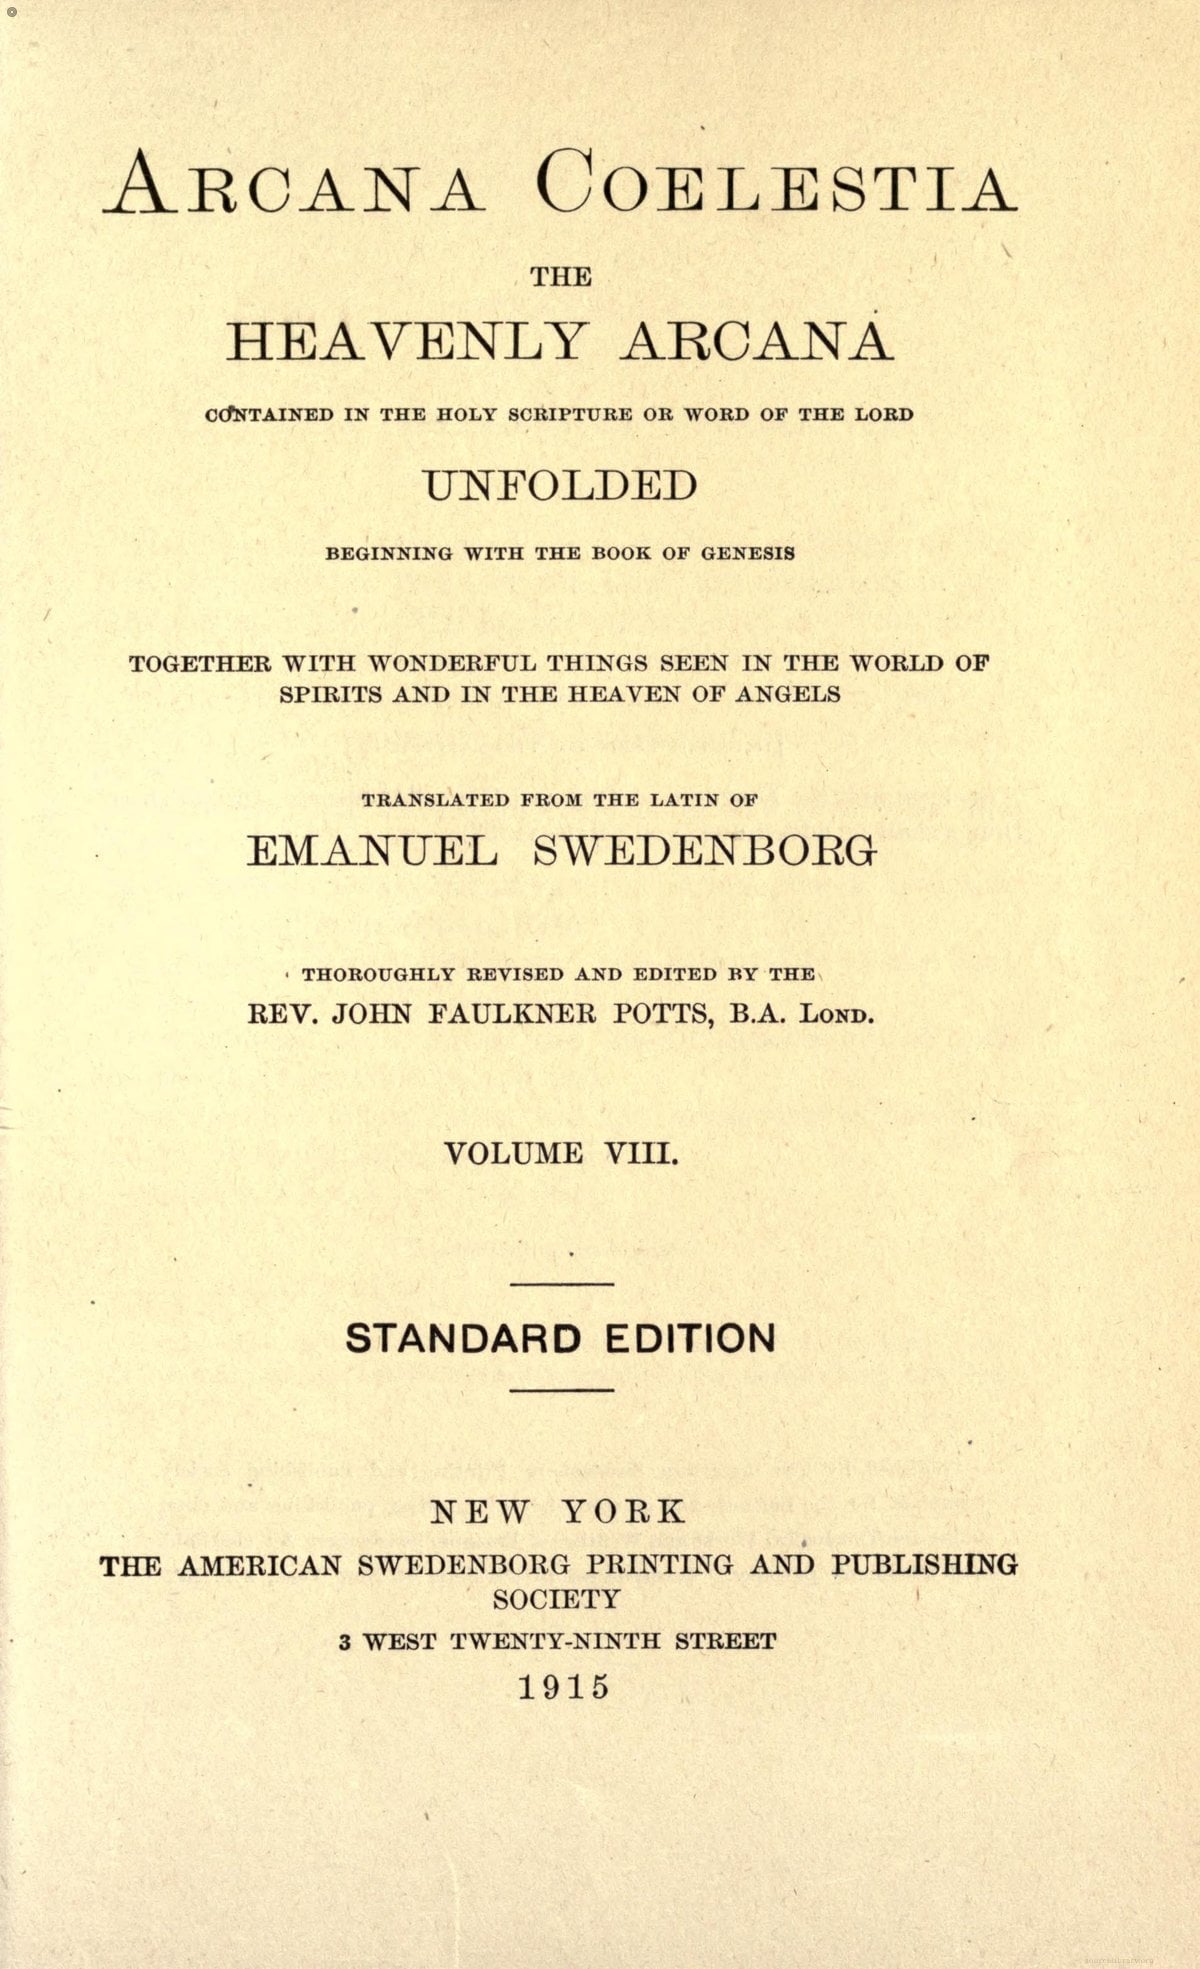 ARCANA COELESTIA
THE
HEAVENLY ARCANA
CONTAINED IN THE HOLY SCRIPTURE OR WORD OF THE LORD
UNFOLDED
BEGINNING WITH THE BOOK OF GENESIS
TOGETHER WITH WONDERFUL THINGS SEEN IN THE WORLD OF
SPIRITS AND IN THE HEAVEN OF ANGELS
TRANSLATED FROM THE LATIN OF
EMANUEL SWEDENBORG
THOROUGHLY REVISED AND EDITED BY THE
REV. JOHN FAULKNER POTTS, B.A. LOND.
VOLUME VIII.
STANDARD EDITION
NEW YORK
THE AMERICAN SWEDENBORG PRINTING AND PUBLISHING
SOCIETY
3 WEST TWENTY-NINTH STREET
1915